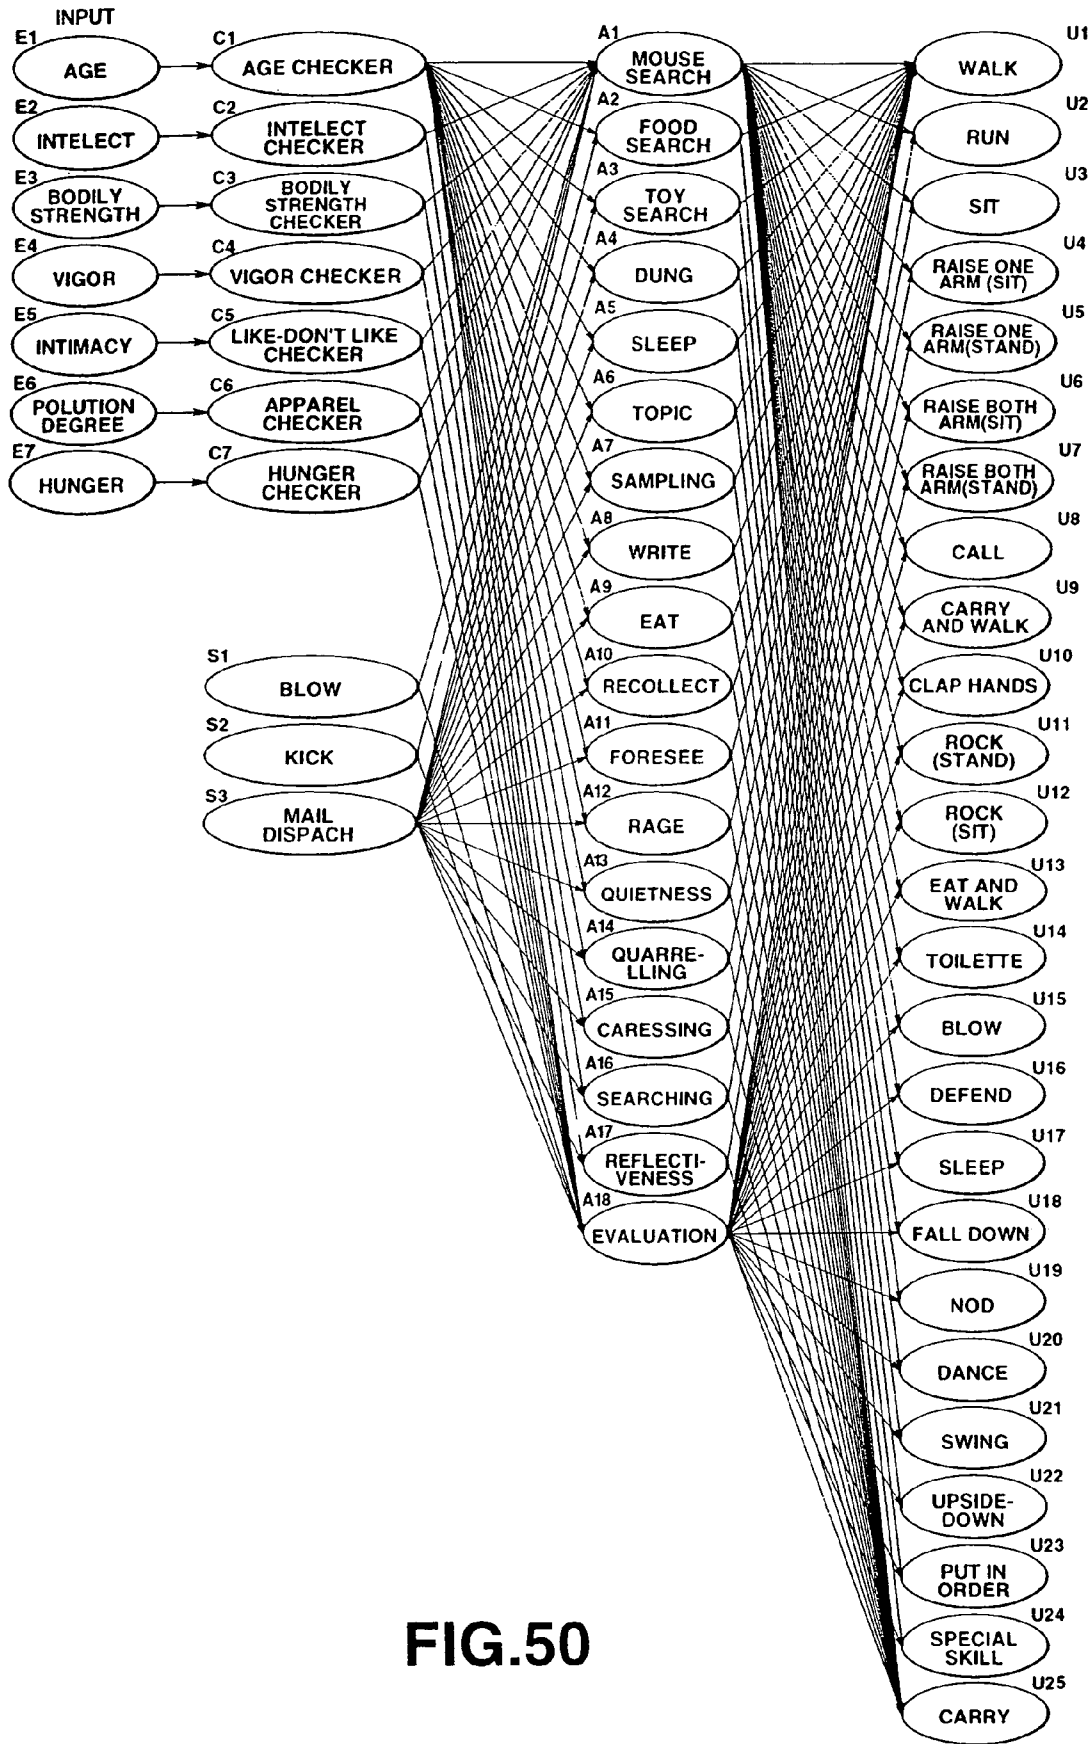 INPUT
E1
AGE
E2
INTELECT
E3
BODILY
STRENGTH
E4
VIGOR
E5
INTIMACY
E6
POLUTION
DEGREE
E7
HUNGER
C1
AGE CHECKER
C2
INTELECT
CHECKER
C3
BODILY
STRENGTH
CHECKER
C4
VIGOR CHECKER
C5
LIKE-DON'T LIKE
CHECKER
C6
APPAREL
CHECKER
C7
HUNGER
CHECKER
S1
BLOW
S2
KICK
S3
MAIL
DISPACH
A1
MOUSE
SEARCH
A2
FOOD
SEARCH
A3
TOY
SEARCH
A4
DUNG
A5
SLEEP
A6
TOPIC
A7
SAMPLING
A8
WRITE
A9
EAT
A10
RECOLLECT
A11
FORESEE
A12
RAGE
A13
QUIETNESS
A14
QUARRE-
LLING
A15
CARESSING
A16
SEARCHING
A17
REFLECTI-
VENESS
A18
EVALUATION
U1
WALK
U2
RUN
U3
SIT
U4
RAISE ONE
ARM (SIT)
U5
RAISE ONE
ARM(STAND)
U6
RAISE BOTH
ARM(SIT)
U7
RAISE BOTH
ARM(STAND)
U8
CALL
U9
CARRY
AND WALK
U10
CLAP HANDS
U11
ROCK
(STAND)
U12
ROCK
(SIT)
U13
EAT AND
WALK
U14
TOILETTE
U15
BLOW
U16
DEFEND
U17
SLEEP
U18
FALL DOWN
U19
NOD
U20
DANCE
U21
SWING
U22
UPSIDE-
DOWN
U23
PUT IN
ORDER
U24
SPECIAL
SKILL
U25
CARRY
FIG.50